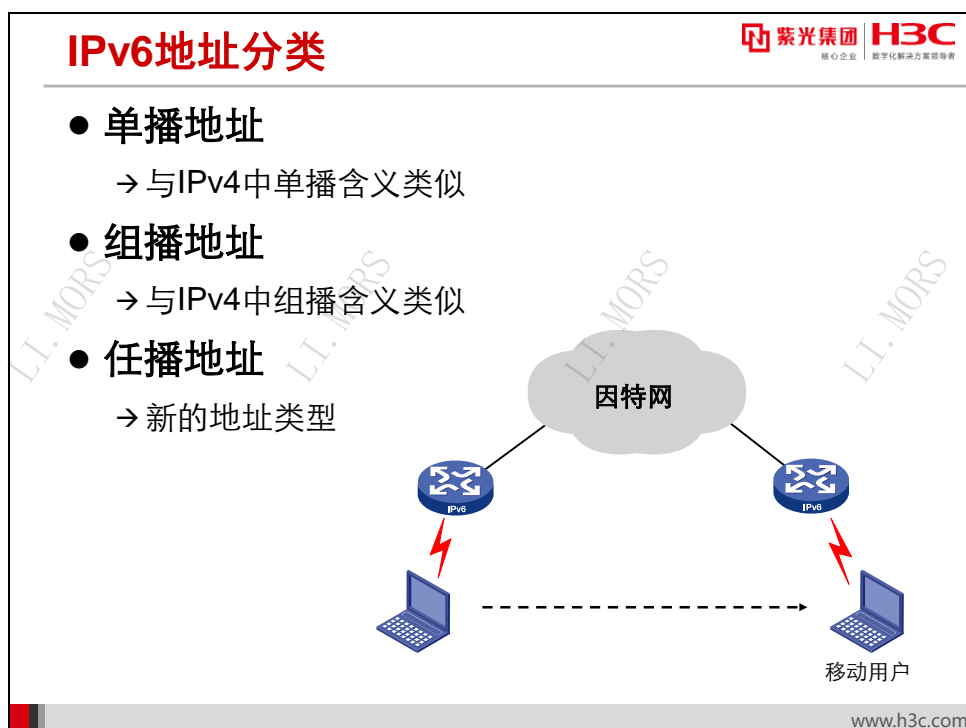 IPv6地址分类
紫光集团 H3C
核心企业 数字化解决方案领导者
● 单播地址
→ 与IPv4中单播含义类似
● 组播地址
→ 与IPv4中组播含义类似
LI. MORS LI. MORS LI. MORS LI. MORS
● 任播地址
→ 新的地址类型
因特网
IPv6 IPv6
移动用户
www.h3c.com